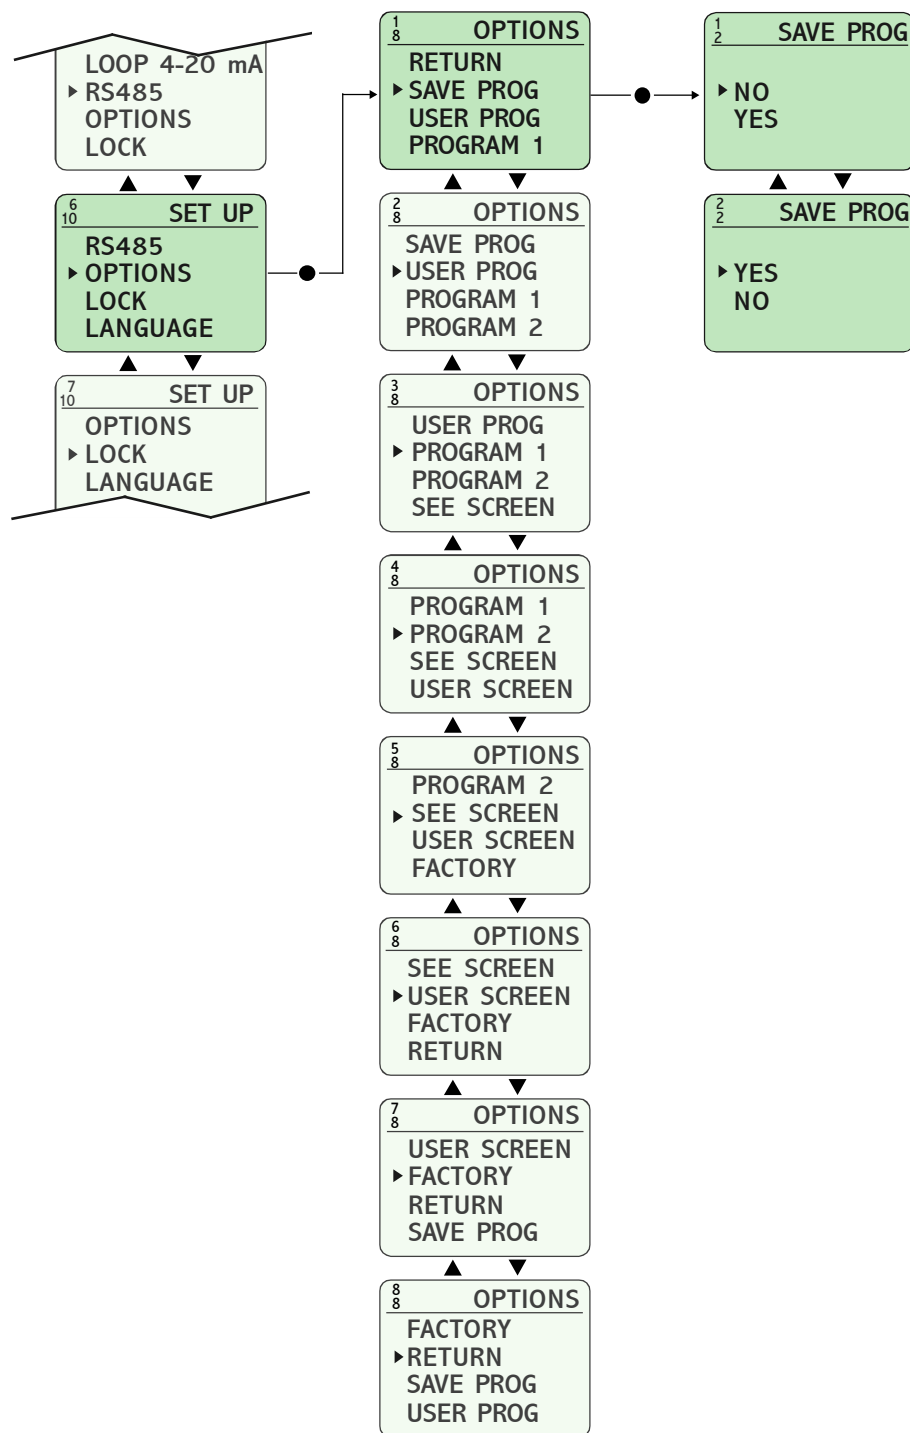 LOOP 4-20 mA
RS485
OPTIONS
LOCK
6
10 SET UP
RS485
OPTIONS
LOCK
LANGUAGE
7
10 SET UP
OPTIONS
LOCK
LANGUAGE
1
8 OPTIONS
RETURN
SAVE PROG
USER PROG
PROGRAM 1
2
8 OPTIONS
SAVE PROG
USER PROG
PROGRAM 1
PROGRAM 2
3
8 OPTIONS
USER PROG
PROGRAM 1
PROGRAM 2
SEE SCREEN
4
8 OPTIONS
PROGRAM 1
PROGRAM 2
SEE SCREEN
USER SCREEN
5
8 OPTIONS
PROGRAM 2
SEE SCREEN
USER SCREEN
FACTORY
6
8 OPTIONS
SEE SCREEN
USER SCREEN
FACTORY
RETURN
7
8 OPTIONS
USER SCREEN
FACTORY
RETURN
SAVE PROG
8
8 OPTIONS
FACTORY
RETURN
SAVE PROG
USER PROG
1
2 SAVE PROG
NO
YES
2
2 SAVE PROG
YES
NO